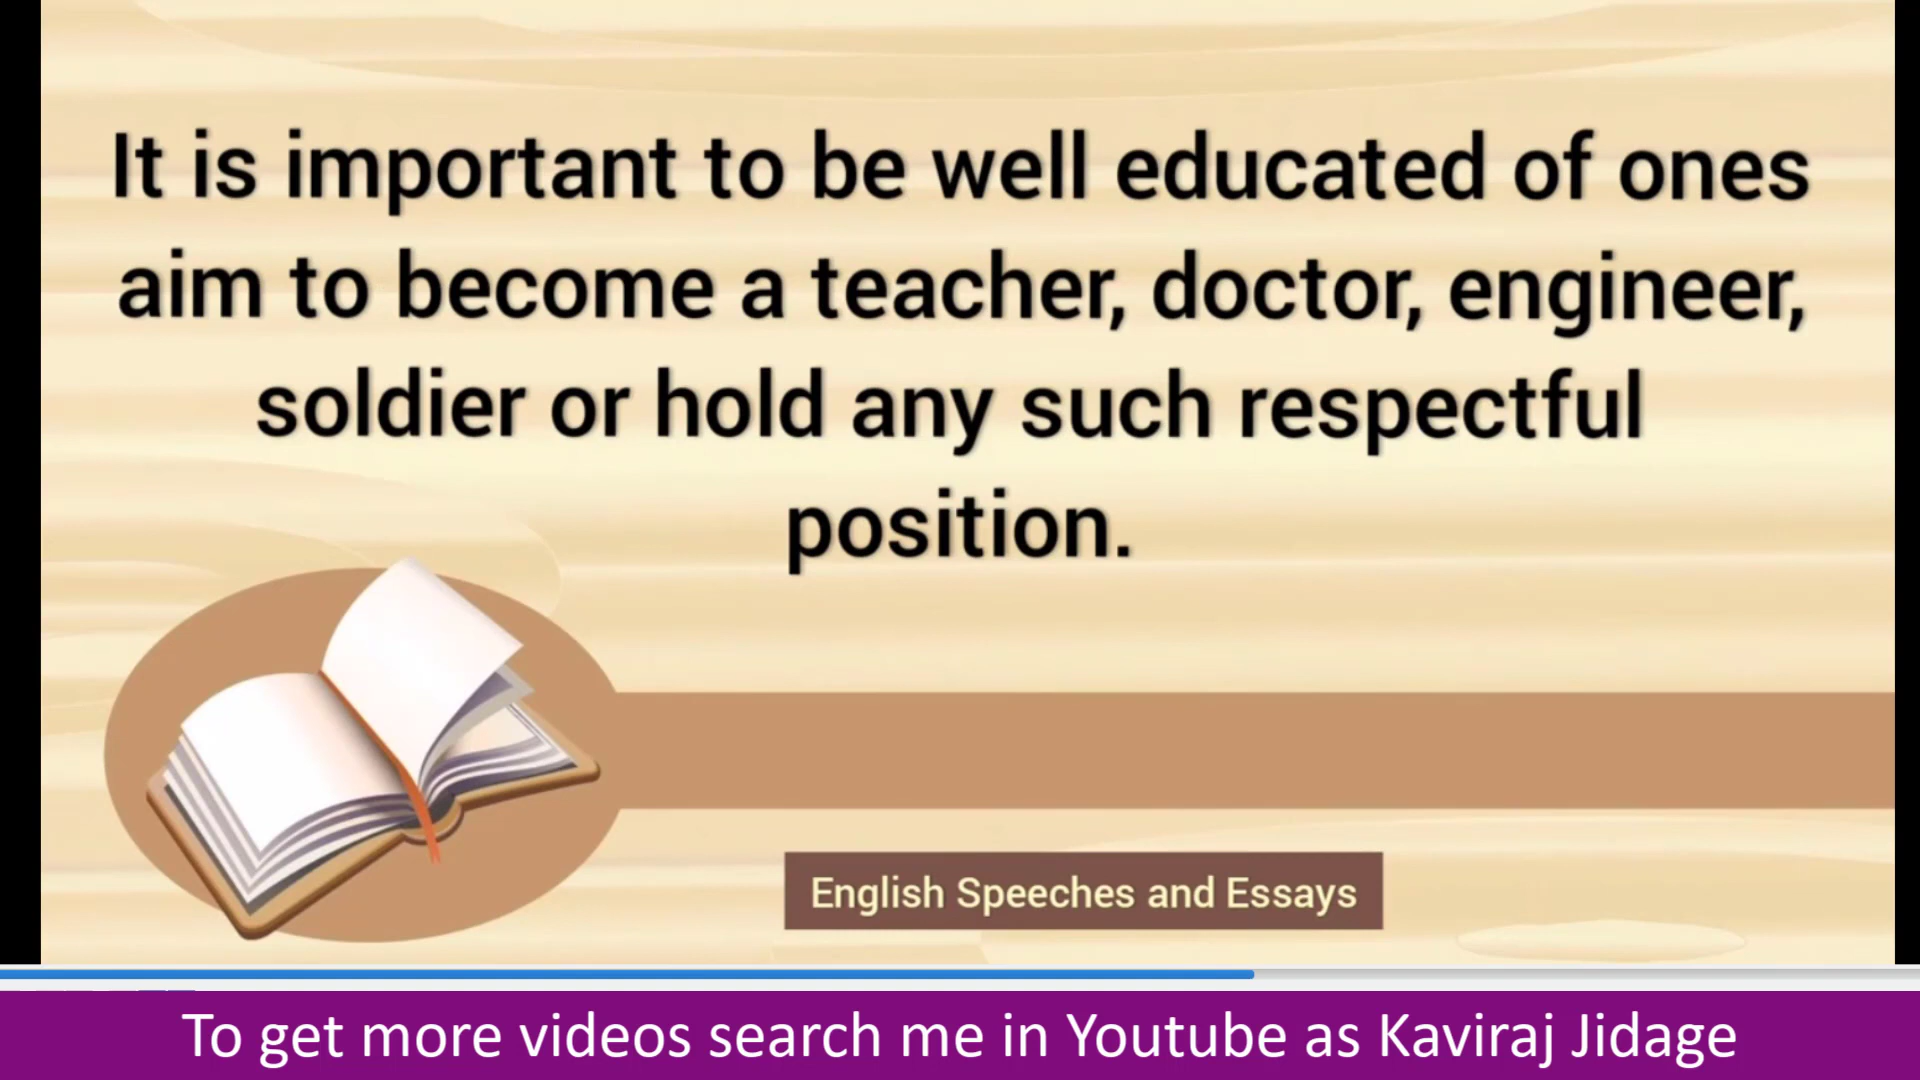 It is important to be well educated of ones
aim to become a teacher, doctor, engineer,
soldier or hold any such respectful
position.
English Speeches and Essays
To get more videos search me in Youtube as Kaviraj Jidage